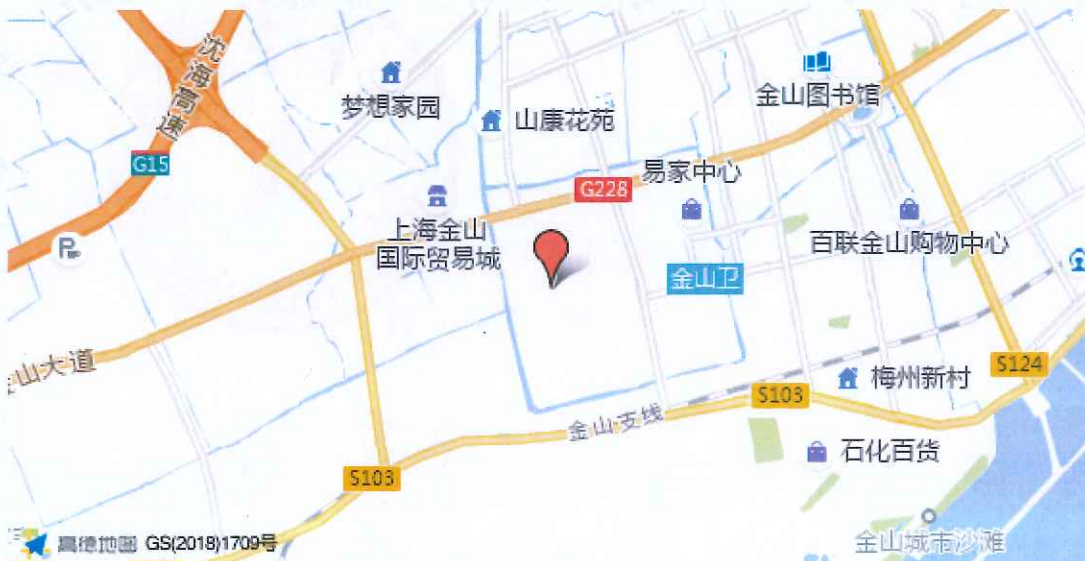 沈海高速
梦想家园
山康花苑
金山图书馆
G15
G228
易家中心
上海金山
国际贸易城
百联金山购物中心
金山卫
山大道
梅州新村
S124
S103
金山支线
石化百货
S103
高德地图 GS(2018)1709号
金山城市沙滩